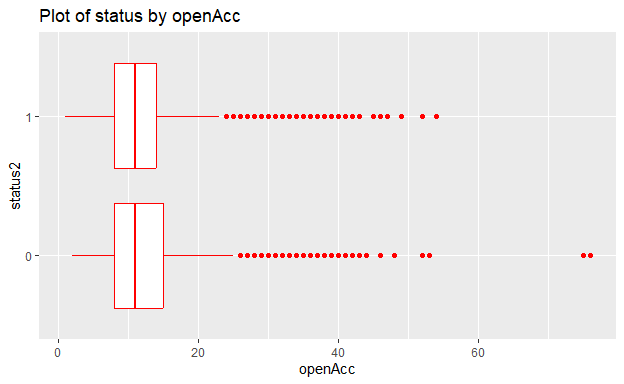 Plot of status by openAcc
1
status2
0
0 20 40 60
openAcc